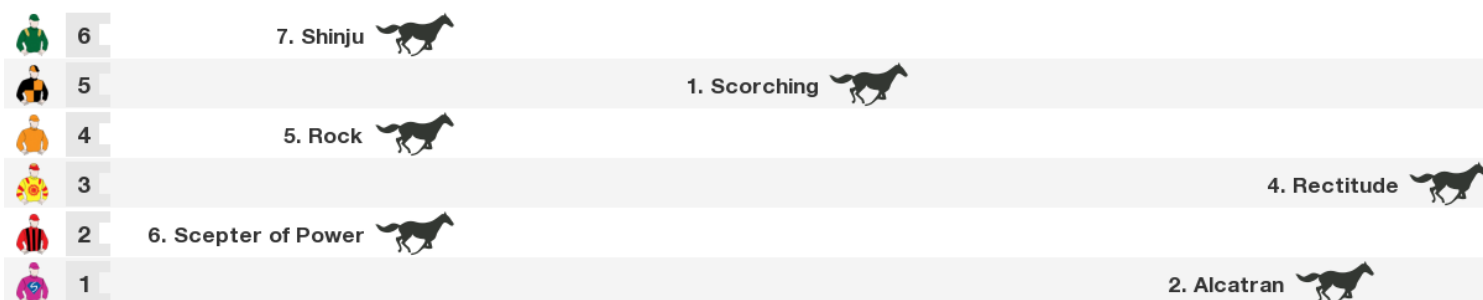 6 7. Shinju
5 1. Scorching
4 5. Rock
3 4. Rectitude
2 6. Scepter of Power
1 2. Alcatran